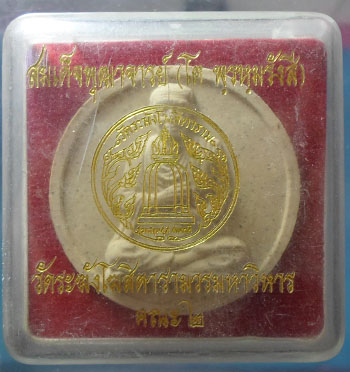 สมเด็จพุฒาจารย์ (โต พรหมรังสี)
วัดระฆังโฆสิตารามวรมหาวิหาร
คณะ ๒